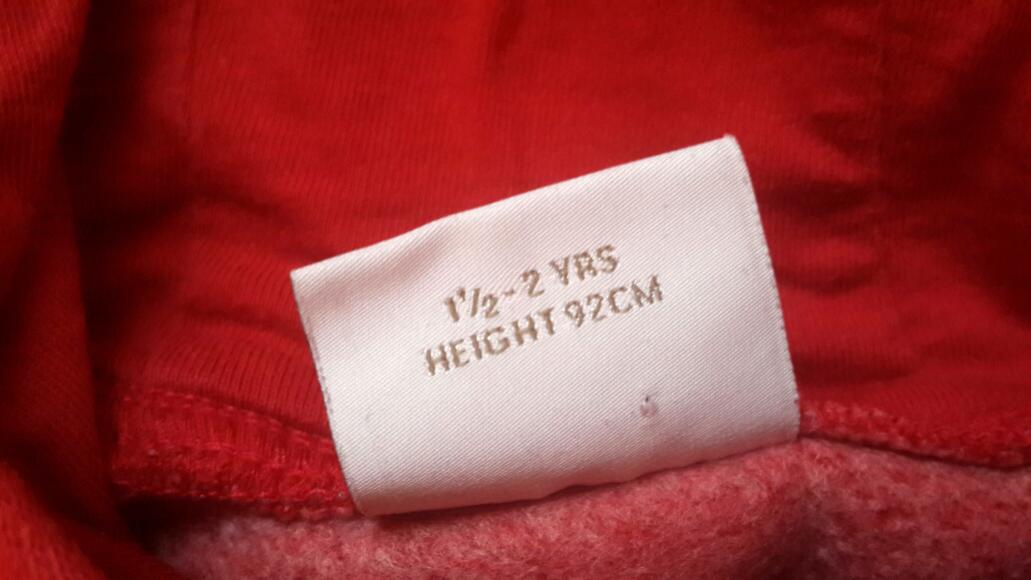 1½-2 YRS
HEIGHT 92CM